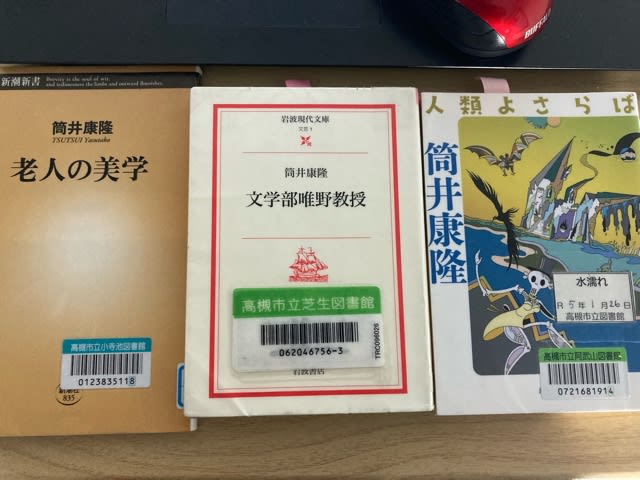 BUFFALO
新潮新書
Brevity is the soul of wit,
and tediousness the limbs and outward flourishes.
筒井康隆
TSUTSUI Yasutaka
老人の美学
高槻市立小寺池図書館
0123835118
新潮社
835
岩波現代文庫
文芸 1
筒井康隆
文学部唯野教授
高槻市立芝生図書館
062046756-3
TRC096026
岩波書店
人類よさらば
筒井康隆
水濡れ
R 5年 1月 26日
高槻市立図書館
高槻市立阿武山図書館
0721681914